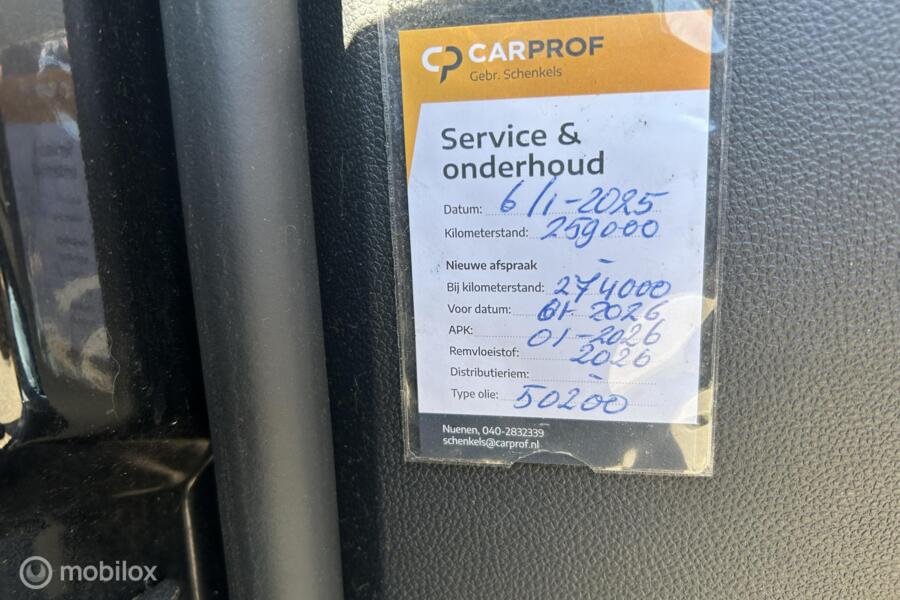 CP CARPROF
Gebr. Schenkels
Service &
onderhoud
Datum: 6/1-2025
Kilometerstand: 259000
Nieuwe afspraak -
Bij kilometerstand: 274000
Voor datum: 01-2026
APK: 01-2026
Remvloeistof: 2026
Distributieriem: -
Type olie: 50200
Nuenen, 040-2832339
schenkels@carprof.nl
mobilox